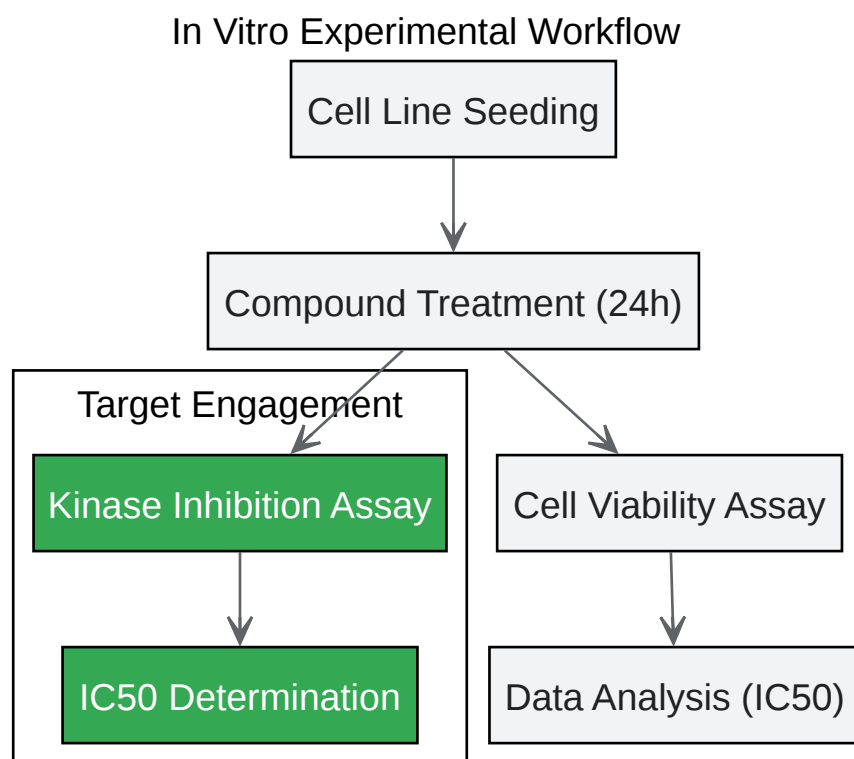 In Vitro Experimental Workflow
Cell Line Seeding
Compound Treatment (24h)
Target Engagement
Kinase Inhibition Assay
Cell Viability Assay
IC50 Determination
Data Analysis (IC50)